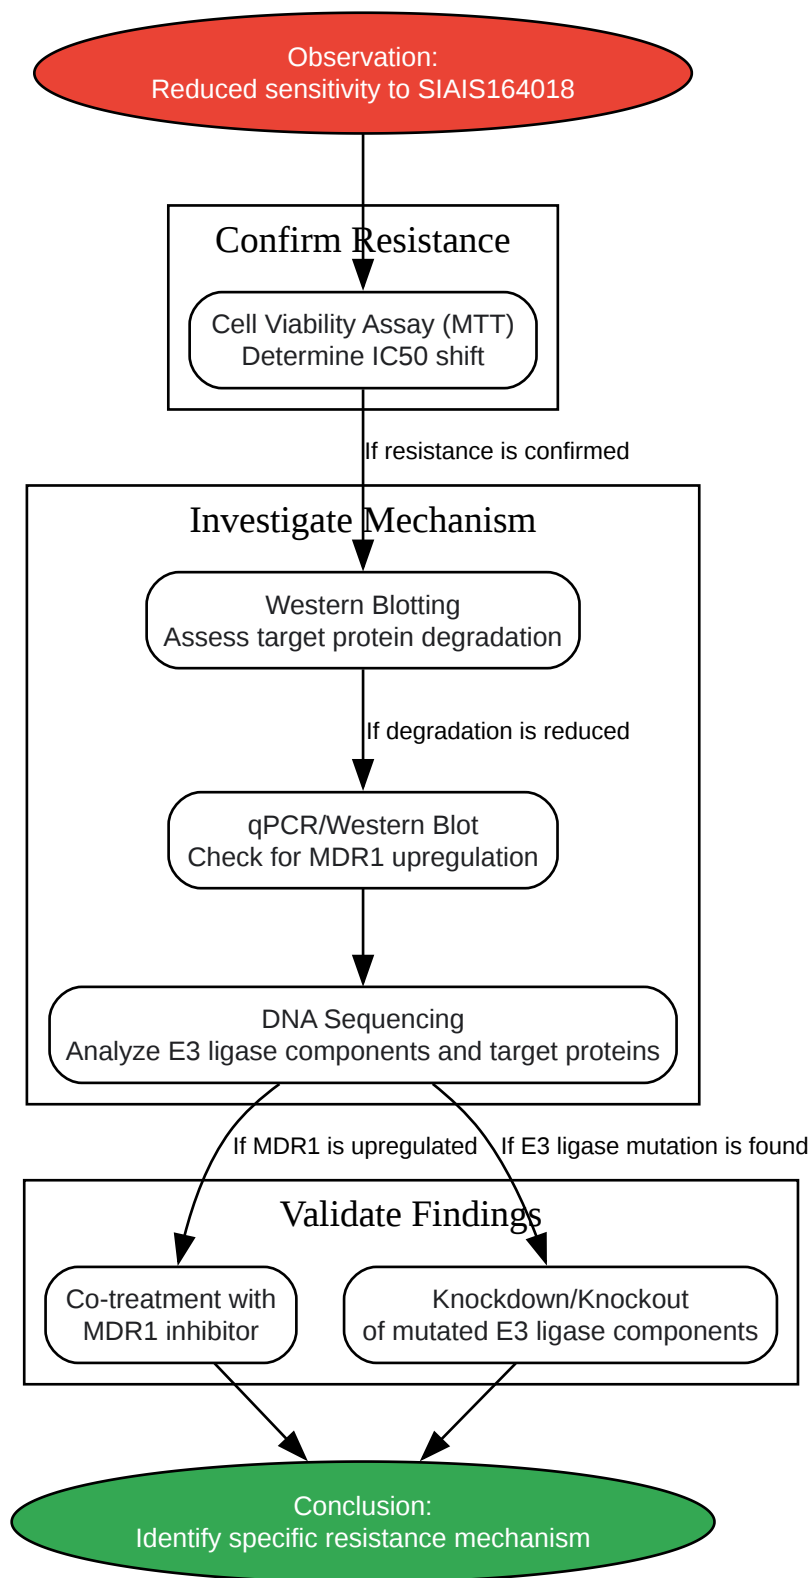 Observation:
Reduced sensitivity to SIAIS164018
Confirm Resistance
Cell Viability Assay (MTT)
Determine IC50 shift
If resistance is confirmed
Investigate Mechanism
Western Blotting
Assess target protein degradation
If degradation is reduced
qPCR/Western Blot
Check for MDR1 upregulation
DNA Sequencing
Analyze E3 ligase components and target proteins
If MDR1 is upregulated
If E3 ligase mutation is found
Validate Findings
Co-treatment with
MDR1 inhibitor
Knockdown/Knockout
of mutated E3 ligase components
Conclusion:
Identify specific resistance mechanism